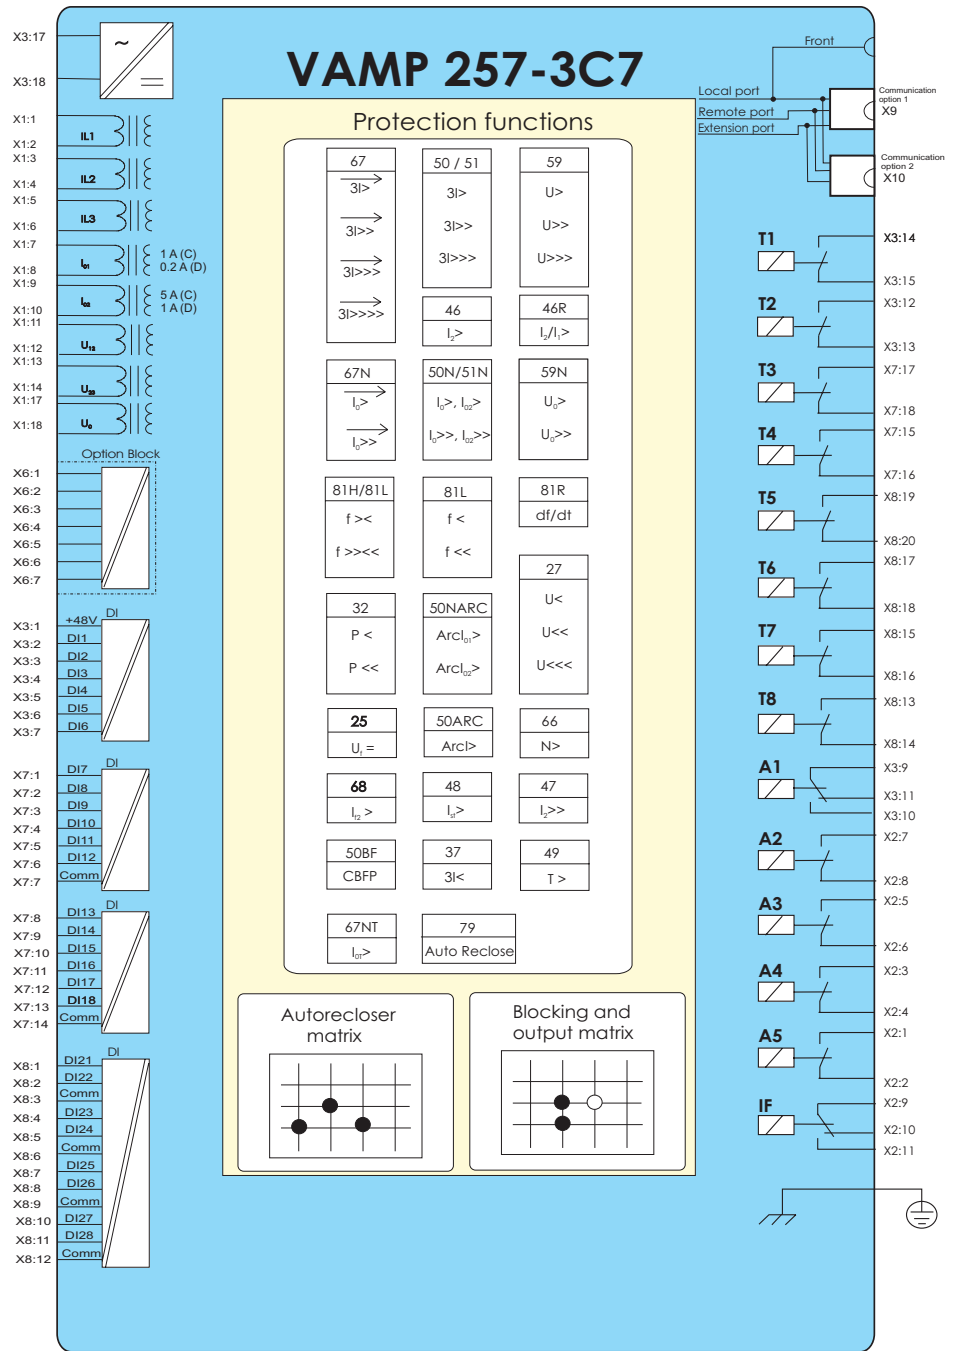 VAMP 257-3C7
X3:17
X3:18
~
X1:1
IL1
X1:2
X1:3
IL2
X1:4
X1:5
IL3
X1:6
X1:7
I01
1 A (C)
0.2 A (D)
X1:8
X1:9
I02
5 A (C)
1 A (D)
X1:10
X1:11
U12
X1:12
X1:13
U23
X1:14
X1:17
U0
X1:18
Option Block
X6:1
X6:2
X6:3
X6:4
X6:5
X6:6
X6:7
DI
X3:1 +48V
X3:2 DI1
X3:3 DI2
X3:4 DI3
X3:5 DI4
X3:6 DI5
X3:7 DI6
DI
X7:1 DI7
X7:2 DI8
X7:3 DI9
X7:4 DI10
X7:5 DI11
X7:6 DI12
X7:7 Comm
DI
X7:8 DI13
X7:9 DI14
X7:10 DI15
X7:11 DI16
X7:12 DI17
X7:13 DI18
X7:14 Comm
DI
X8:1 DI21
X8:2 DI22
X8:3 Comm
X8:4 DI23
X8:5 DI24
X8:6 Comm
X8:7 DI25
X8:8 DI26
X8:9 Comm
X8:10 DI27
X8:11 DI28
X8:12 Comm
Protection functions
67
3I>
3I>>
3I>>>
3I>>>>
50 / 51
3I>
3I>>
3I>>>
59
U>
U>>
U>>>
46
I2>
46R
I2/I1>
67N
I0>
I0>>
50N/51N
I0>, I02>
I0>>, I02>>
59N
U0>
U0>>
81H/81L
f ><
f >><<
81L
f <
f <<
81R
df/dt
27
U<
U<<
U<<<
32
P <
P <<
50NARC
ArcI01>
ArcI02>
25
Uf =
50ARC
ArcI>
66
N>
68
If2 >
48
Ist>
47
I2>>
50BF
CBFP
37
3I<
49
T >
67NT
I0T>
79
Auto Reclose
Autorecloser
matrix
Blocking and
output matrix
Front
Local port
Remote port
Extension port
Communication
option 1
X9
Communication
option 2
X10
T1
X3:14
X3:15
T2
X3:12
X3:13
T3
X7:17
X7:18
T4
X7:15
X7:16
T5
X8:19
X8:20
T6
X8:17
X8:18
T7
X8:15
X8:16
T8
X8:13
X8:14
A1
X3:9
X3:11
X3:10
A2
X2:7
X2:8
A3
X2:5
X2:6
A4
X2:3
X2:4
A5
X2:1
X2:2
IF
X2:9
X2:10
X2:11